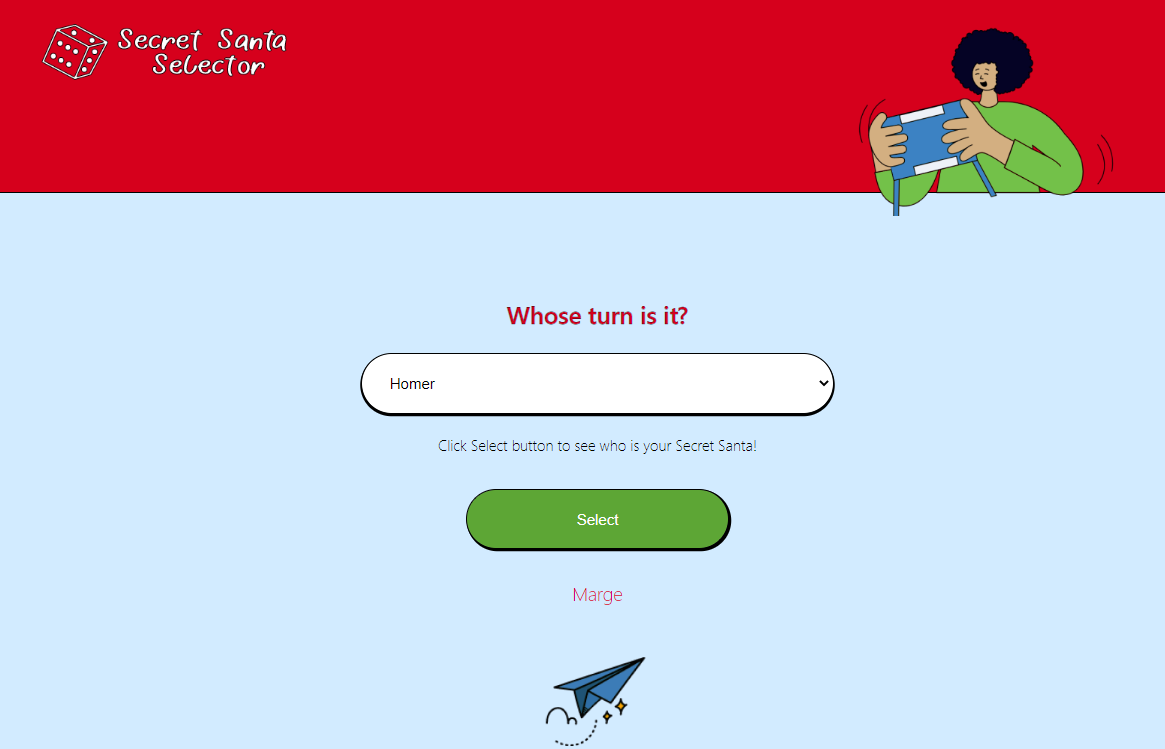 Secret Santa
Selector
Whose turn is it?
Homer
Click Select button to see who is your Secret Santa!
Select
Marge